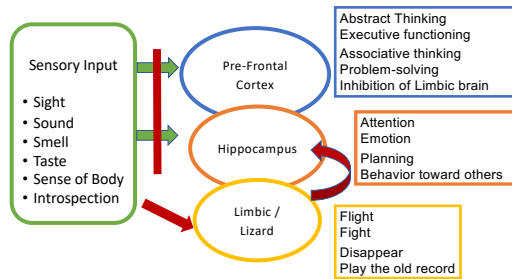 Sensory Input
• Sight
• Sound
• Smell
• Taste
• Sense of Body
• Introspection
Pre-Frontal
Cortex
Hippocampus
Limbic /
Lizard
Abstract Thinking
Executive functioning
Associative thinking
Problem-solving
Inhibition of Limbic brain
Attention
Emotion
Planning
Behavior toward others
Flight
Fight
Disappear
Play the old record